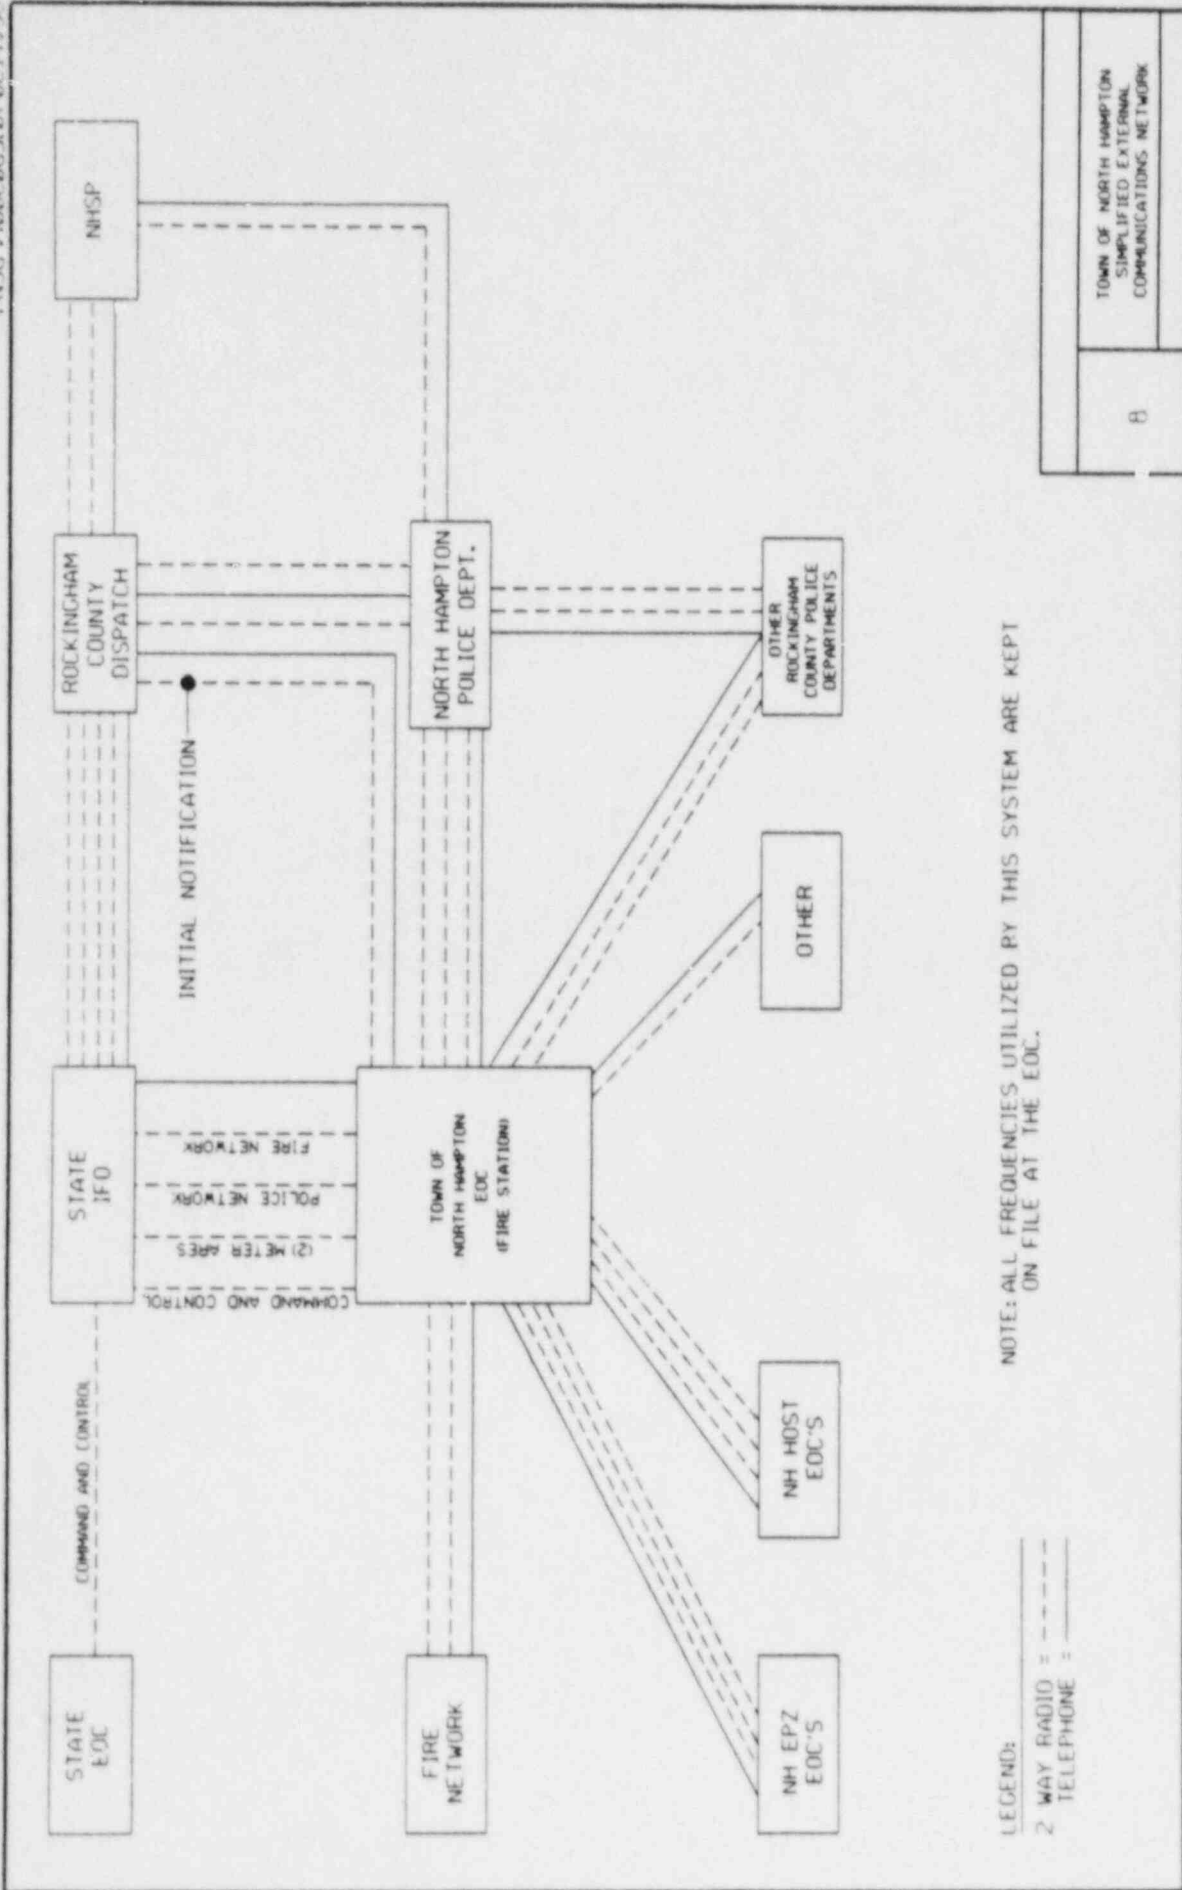 STATE
EOC
COMMAND AND CONTROL
STATE
IFO
ROCKINGHAM
COUNTY
DISPATCH
NHSP
COMMAND AND CONTROL
(2) METER ARES
POLICE NETWORK
FIRE NETWORK
INITIAL NOTIFICATION
FIRE
NETWORK
TOWN OF
NORTH HAMPTON
EOC
(FIRE STATION)
NORTH HAMPTON
POLICE DEPT.
NH EPZ
EOC'S
NH HOST
EOC'S
OTHER
OTHER
ROCKINGHAM
COUNTY POLICE
DEPARTMENTS
LEGEND:
2 WAY RADIO =
TELEPHONE =
NOTE: ALL FREQUENCIES UTILIZED BY THIS SYSTEM ARE KEPT
ON FILE AT THE EOC.
8
TOWN OF NORTH HAMPTON
SIMPLIFIED EXTERNAL
COMMUNICATIONS NETWORK